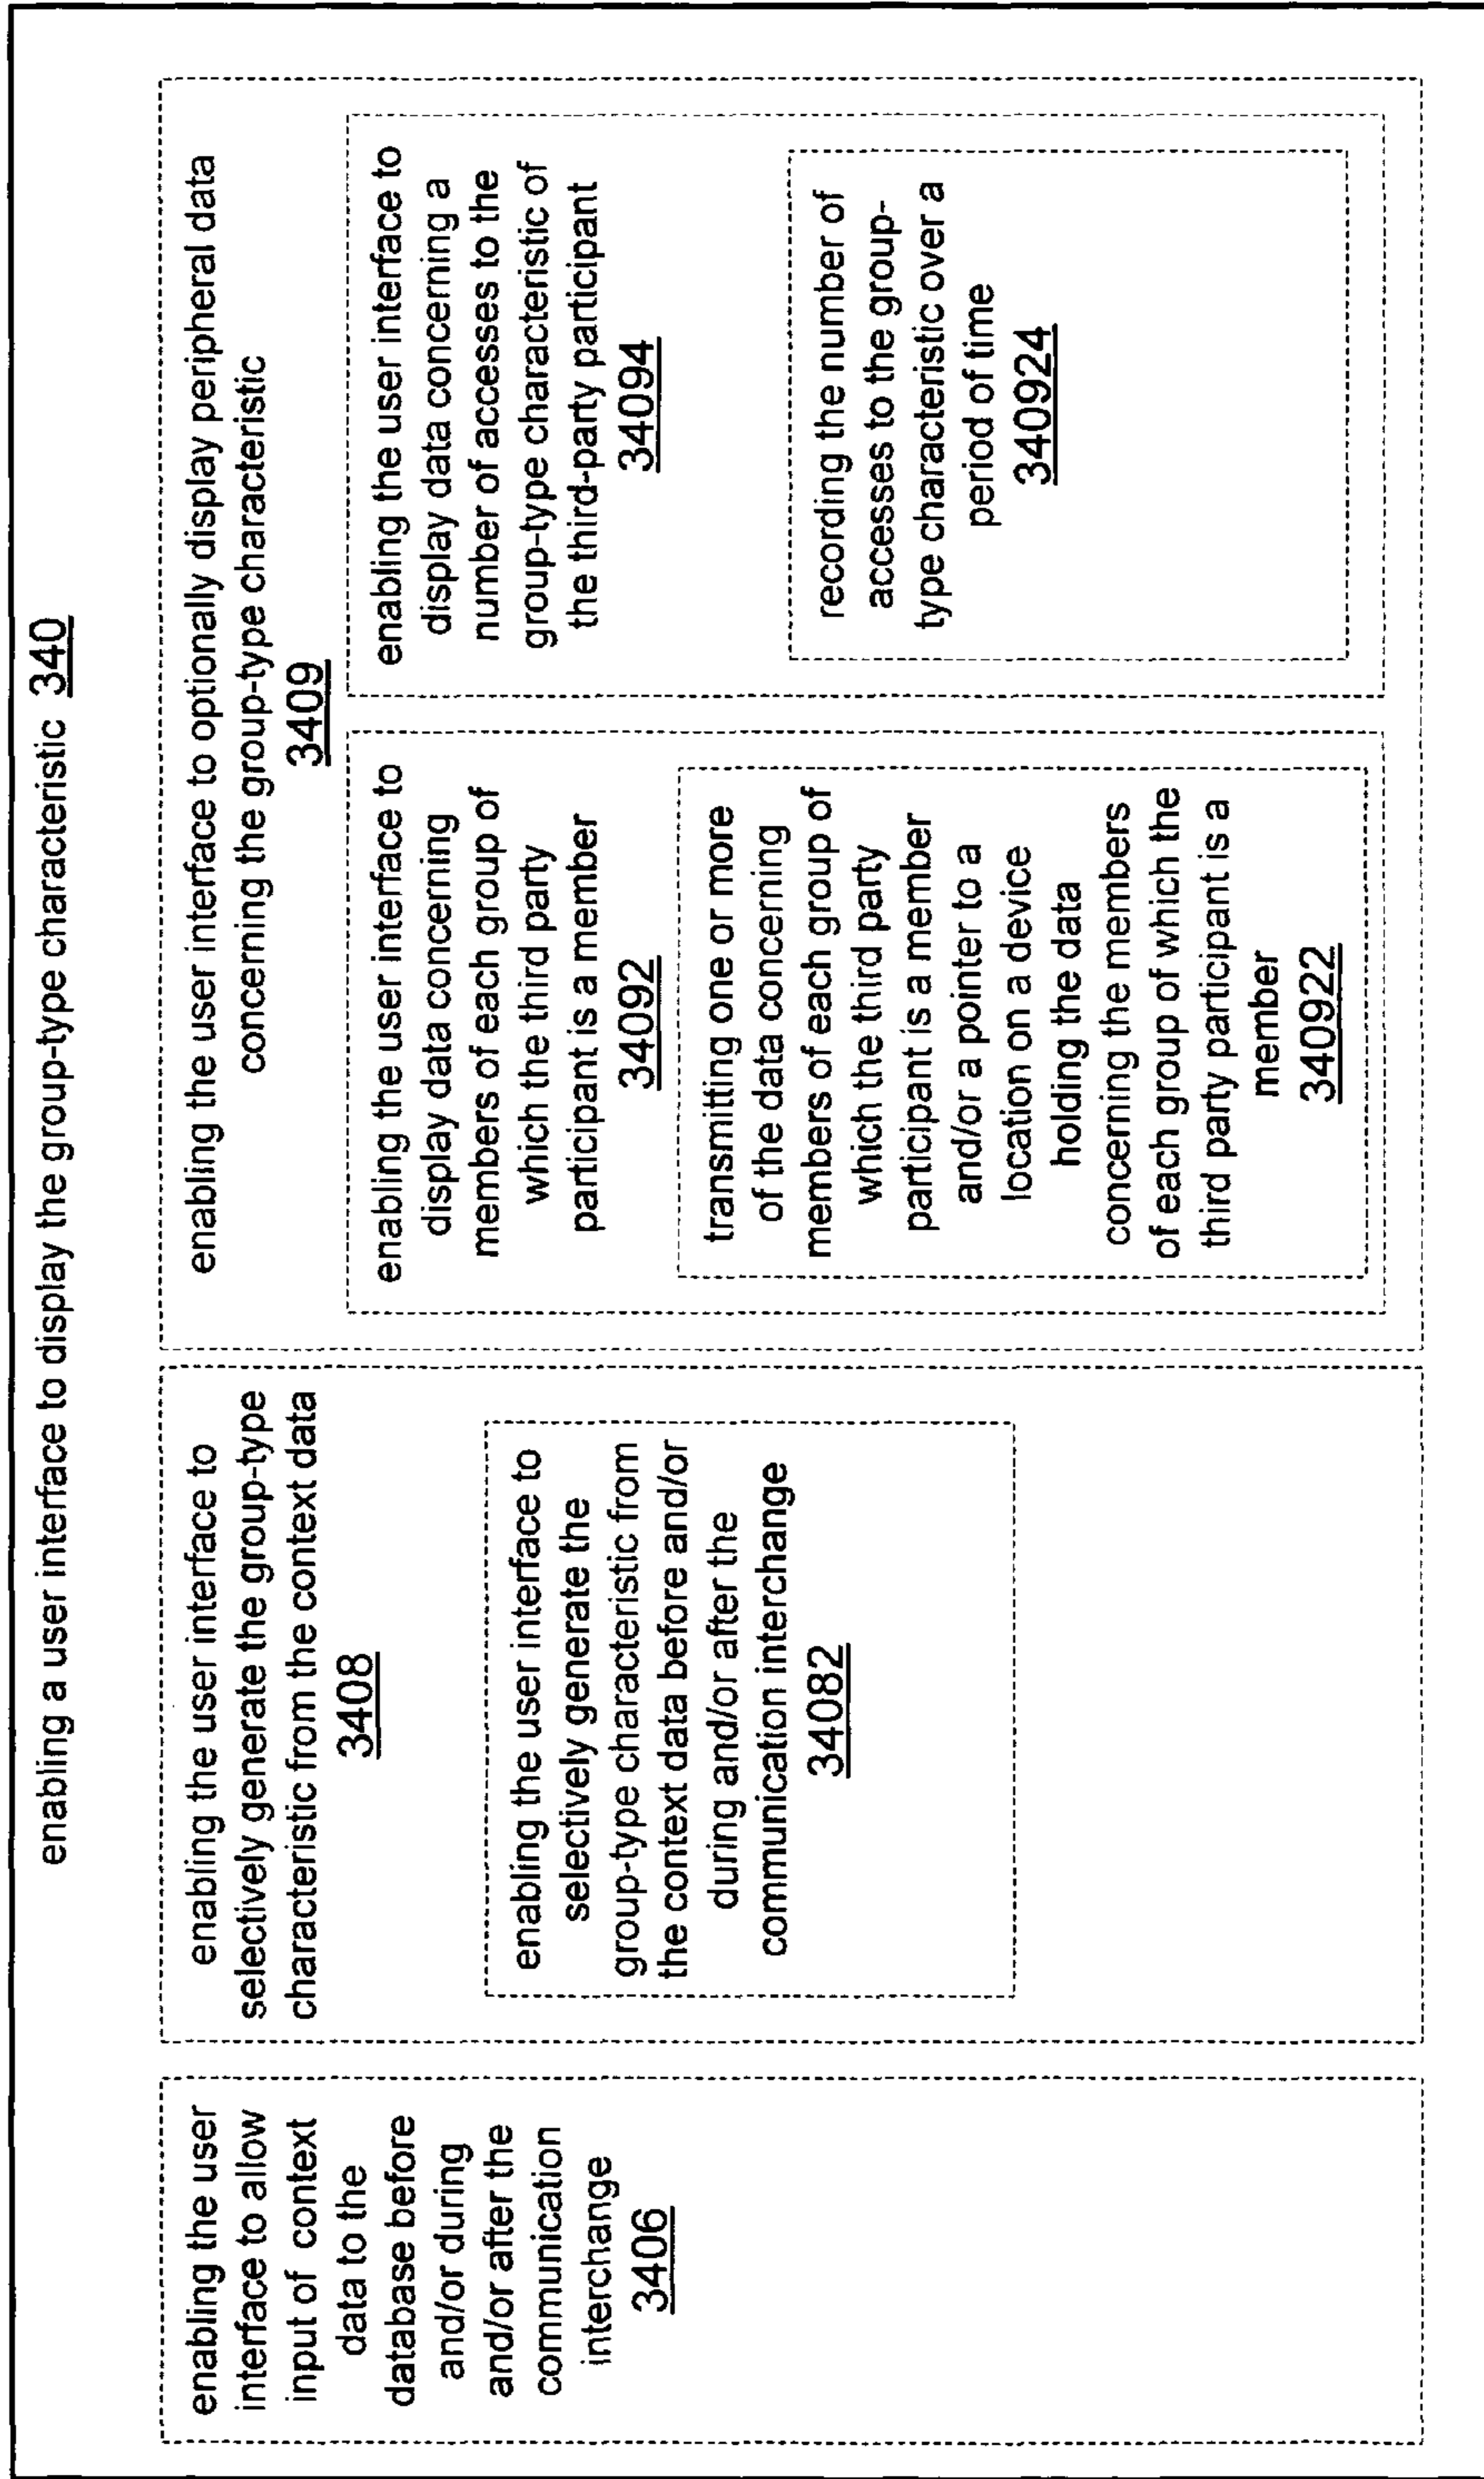 enabling a user interface to display the group-type characteristic 340
enabling the user
interface to allow
input of context
data to the
database before
and/or during
and/or after the
communication
interchange
3406
enabling the user interface to
selectively generate the group-type
characteristic from the context data
3408
enabling the user interface to
selectively generate the
group-type characteristic from
the context data before and/or
during and/or after the
communication interchange
34082
enabling the user interface to optionally display peripheral data
concerning the group-type characteristic
3409
enabling the user interface to
display data concerning
members of each group of
which the third party
participant is a member
34092
transmitting one or more
of the data concerning
members of each group of
which the third party
participant is a member
and/or a pointer to a
location on a device
holding the data
concerning the members
of each group of which the
third party participant is a
member
340922
enabling the user interface to
display data concerning a
number of accesses to the
group-type characteristic of
the third-party participant
34094
recording the number of
accesses to the group-
type characteristic over a
period of time
340924